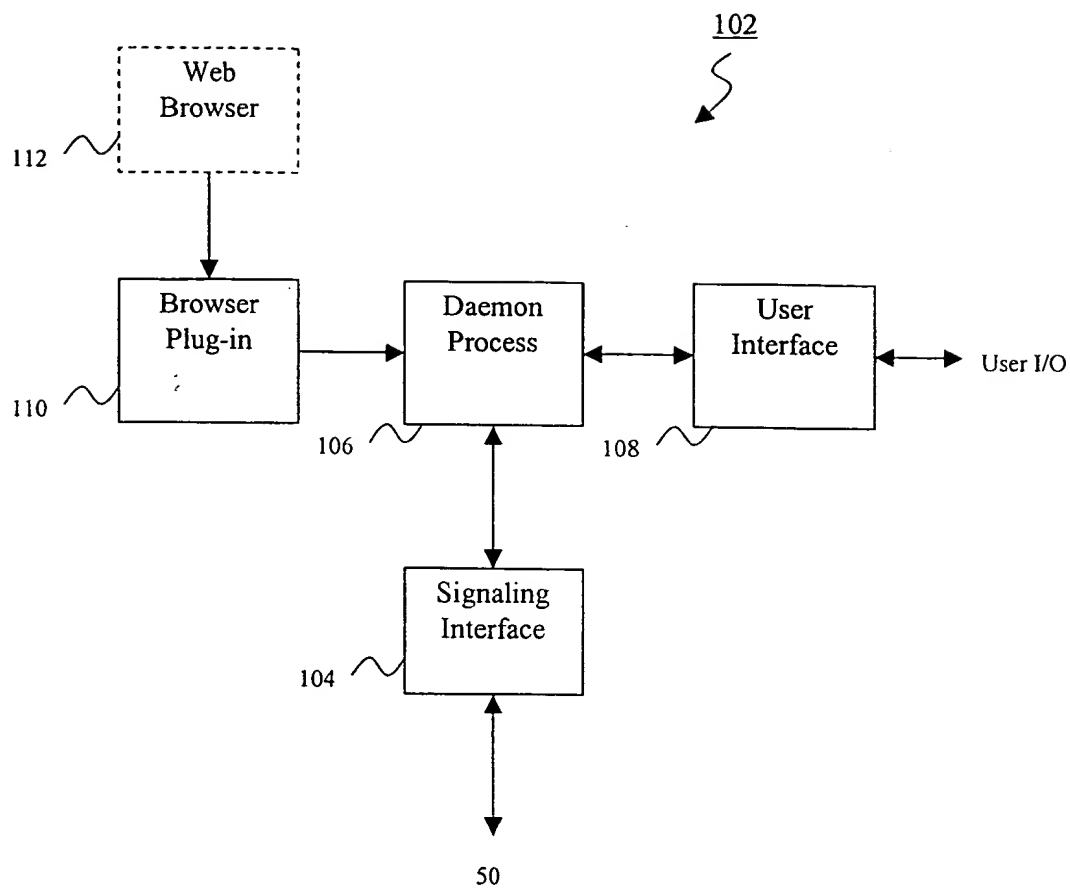 102
Web
Browser
112
Browser
Plug-in
110
Daemon
Process
106
User
Interface
108
User I/O
Signaling
Interface
104
50